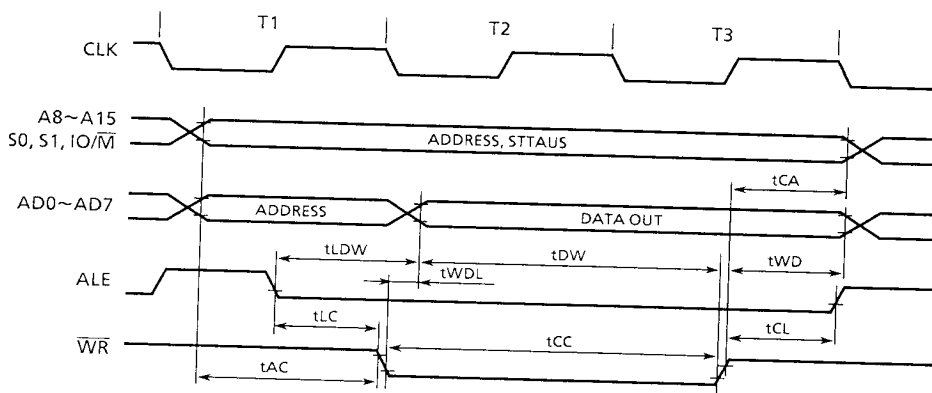 T1 T2 T3
CLK
A8~A15
S0, S1, IO/M̅
ADDRESS, STTAUS
tCA
AD0~AD7
ADDRESS
DATA OUT
tLDW
tDW
tWD
tWDL
ALE
tLC
tCL
W̅R̅
tCC
tAC